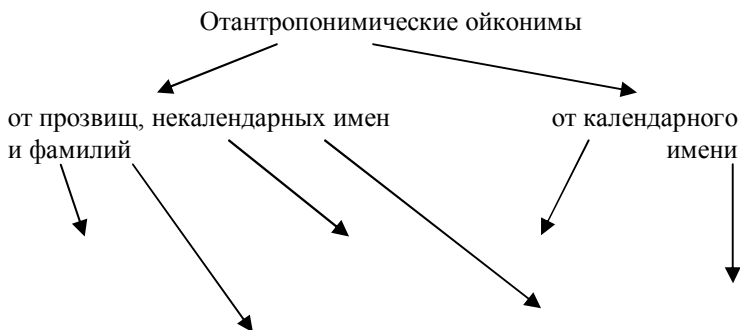 Отантропонимические ойконимы
от прозвищ, некалендарных имен
и фамилий
от календарного
имени